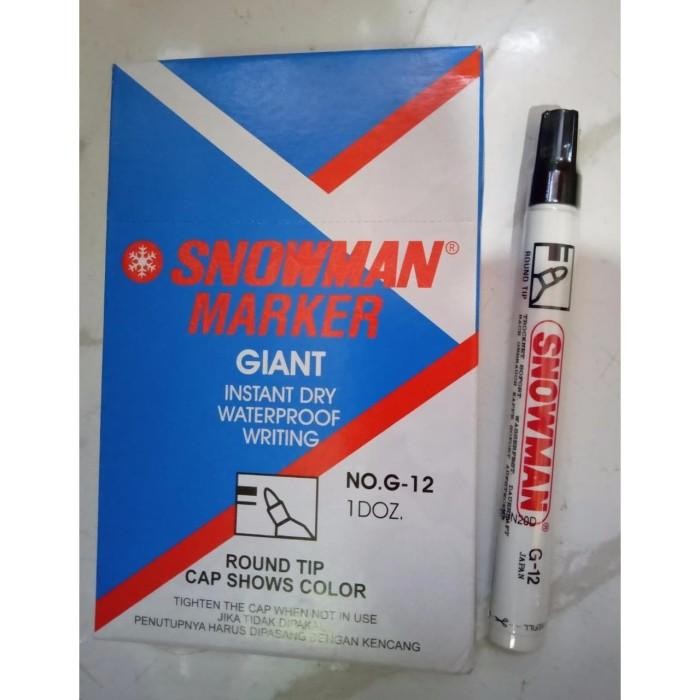 SNOWMAN®
MARKER
GIANT
INSTANT DRY
WATERPROOF
WRITING
NO.G-12
1DOZ.
ROUND TIP
CAP SHOWS COLOR
TIGHTEN THE CAP WHEN NOT IN USE
JIKA TIDAK DIPAKAI
PENUTUPNYA HARUS DIPASANG DENGAN KENCANG
ROUND TIP
SNOWMAN®
G-12
JAPAN